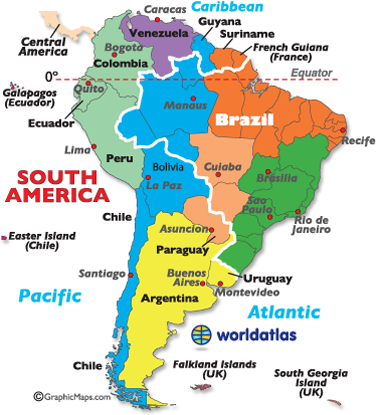 Caribbean
Caracas
Guyana
Venezuela
Suriname
Central
America
Bogota
French Guiana
(France)
Colombia
0°
Equator
Galapagos
(Ecuador)
Quito
Manaus
Brazil
Ecuador
Recife
Lima
Peru
Bolivia
Cuiaba
SOUTH
AMERICA
La Paz
Brasilia
Sao
Paulo
Chile
Rio de
Janeiro
Asuncion
Easter Island
(Chile)
Paraguay
Santiago
Buenos
Aires
Uruguay
Pacific
Argentina
Montevideo
Atlantic
worldatlas
Chile
Falkland Islands
(UK)
South Georgia
Island
(UK)
©GraphicMaps.com